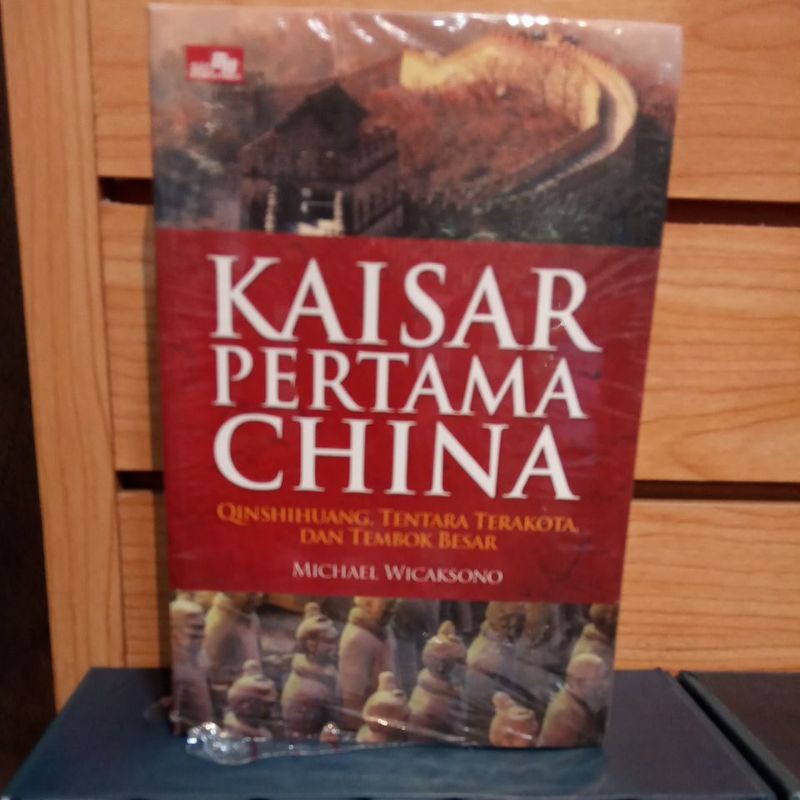 KAISAR
PERTAMA
CHINA
QINSHIHUANG, TENTARA TERAKOTA,
DAN TEMBOK BESAR
MICHAEL WICAKSONO